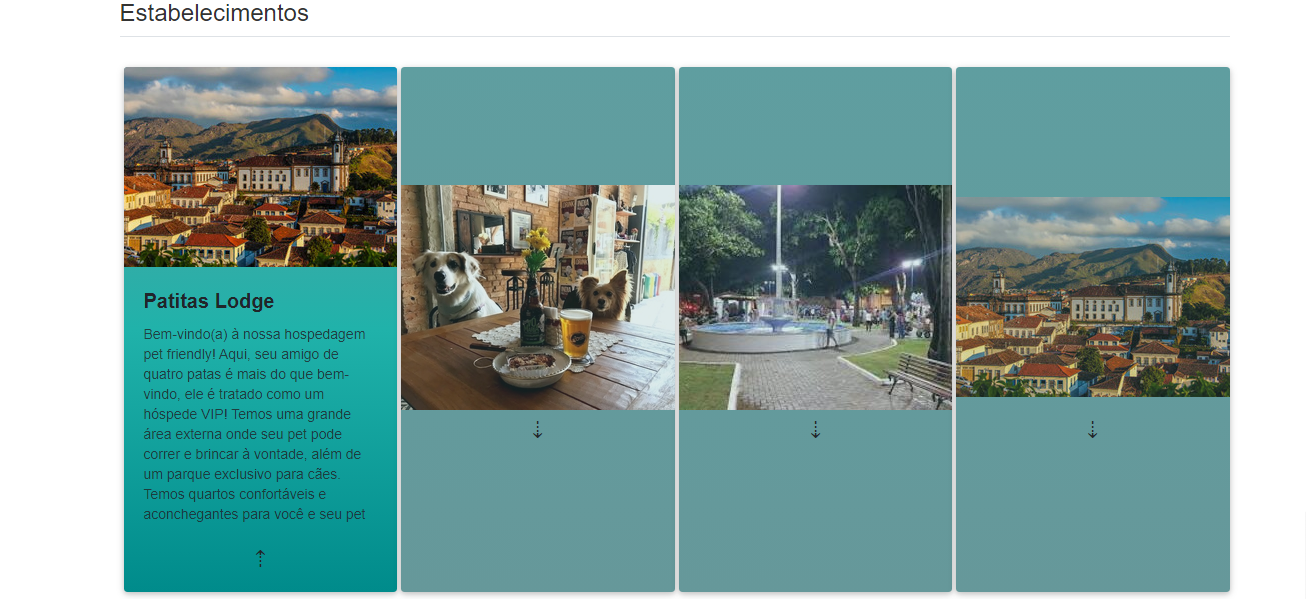 Estabelecimentos
Patitas Lodge
Bem-vindo(a) à nossa hospedagem
pet friendly! Aqui, seu amigo de
quatro patas é mais do que bem-
vindo, ele é tratado como um
hóspede VIP! Temos uma grande
área externa onde seu pet pode
correr e brincar à vontade, além de
um parque exclusivo para cães.
Temos quartos confortáveis e
aconchegantes para você e seu pet